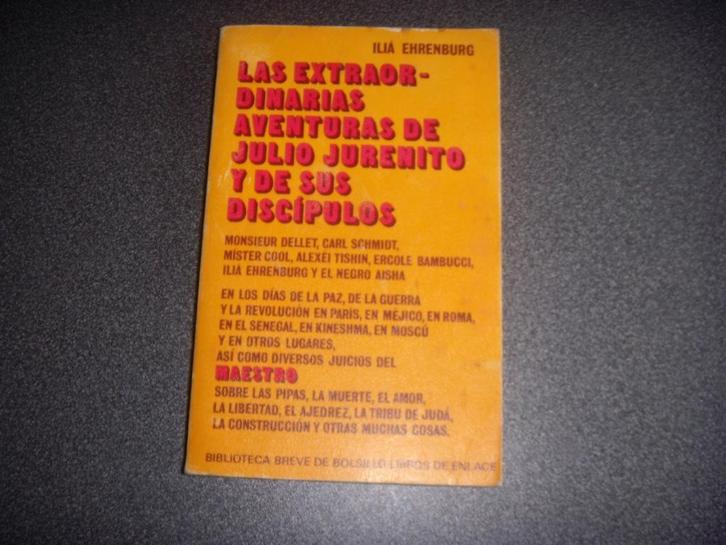 ILIÁ EHRENBURG
LAS EXTRAOR-
DINARIAS
AVENTURAS DE
JULIO JURENITO
Y DE SUS
DISCÍPULOS
MONSIEUR DELLET, CARL SCHMIDT,
MÍSTER COOL, ALEXÉI TISHIN, ERCOLE BAMBUCCI,
ILIÁ EHRENBURG Y EL NEGRO AISHA
EN LOS DÍAS DE LA PAZ, DE LA GUERRA
Y LA REVOLUCIÓN EN PARÍS, EN MÉJICO, EN ROMA,
EN EL SENEGAL, EN KINESHMA, EN MOSCÚ
Y EN OTROS LUGARES,
ASÍ COMO DIVERSOS JUICIOS DEL
MAESTRO
SOBRE LAS PIPAS, LA MUERTE, EL AMOR,
LA LIBERTAD, EL AJEDREZ, LA TRIBU DE JUDÁ,
LA CONSTRUCCIÓN Y OTRAS MUCHAS COSAS.
BIBLIOTECA BREVE DE BOLSILLO LIBROS DE ENLACE